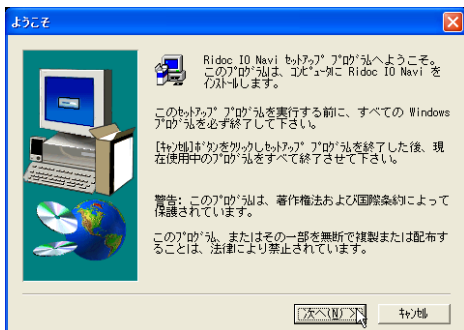 ようこそ
Ridoc IO Navi ｾｯﾄｱｯﾌﾟ ﾌﾟﾛｸﾞﾗﾑへようこそ。
このﾌﾟﾛｸﾞﾗﾑは、ｺﾝﾋﾟｭｰﾀに Ridoc IO Navi を
ｲﾝｽﾄｰﾙします。
このｾｯﾄｱｯﾌﾟ ﾌﾟﾛｸﾞﾗﾑを実行する前に、すべての Windows
ﾌﾟﾛｸﾞﾗﾑを必ず終了して下さい。
[ｷｬﾝｾﾙ]ﾎﾞﾀﾝをｸﾘｯｸしｾｯﾄｱｯﾌﾟ ﾌﾟﾛｸﾞﾗﾑを終了した後、現
在使用中のﾌﾟﾛｸﾞﾗﾑをすべて終了させて下さい。
警告: このﾌﾟﾛｸﾞﾗﾑは、著作権法および国際条約によって
保護されています。
このﾌﾟﾛｸﾞﾗﾑ、またはその一部を無断で複製または配布す
ることは、法律により禁止されています。
次へ(N) >
ｷｬﾝｾﾙ